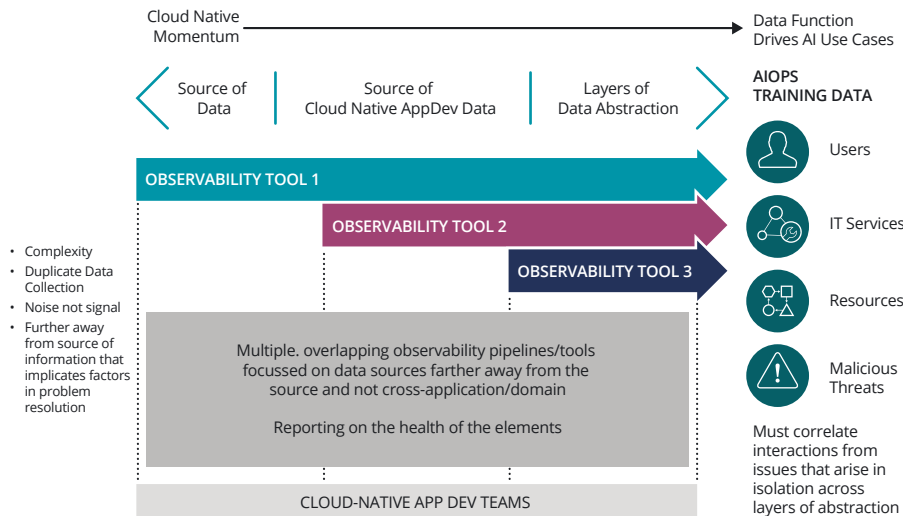 Cloud Native
Momentum
Data Function
Drives AI Use Cases
Source of
Data
Source of
Cloud Native AppDev Data
Layers of
Data Abstraction
AIOPS
TRAINING DATA
OBSERVABILITY TOOL 1
OBSERVABILITY TOOL 2
OBSERVABILITY TOOL 3
Users
IT Services
Resources
Malicious
Threats
• Complexity
• Duplicate Data
Collection
• Noise not signal
• Further away
from source of
information that
implicates factors
in problem
resolution
Multiple. overlapping observability pipelines/tools
focussed on data sources farther away from the
source and not cross-application/domain
Reporting on the health of the elements
Must correlate
interactions from
issues that arise in
isolation across
layers of abstraction
CLOUD-NATIVE APP DEV TEAMS